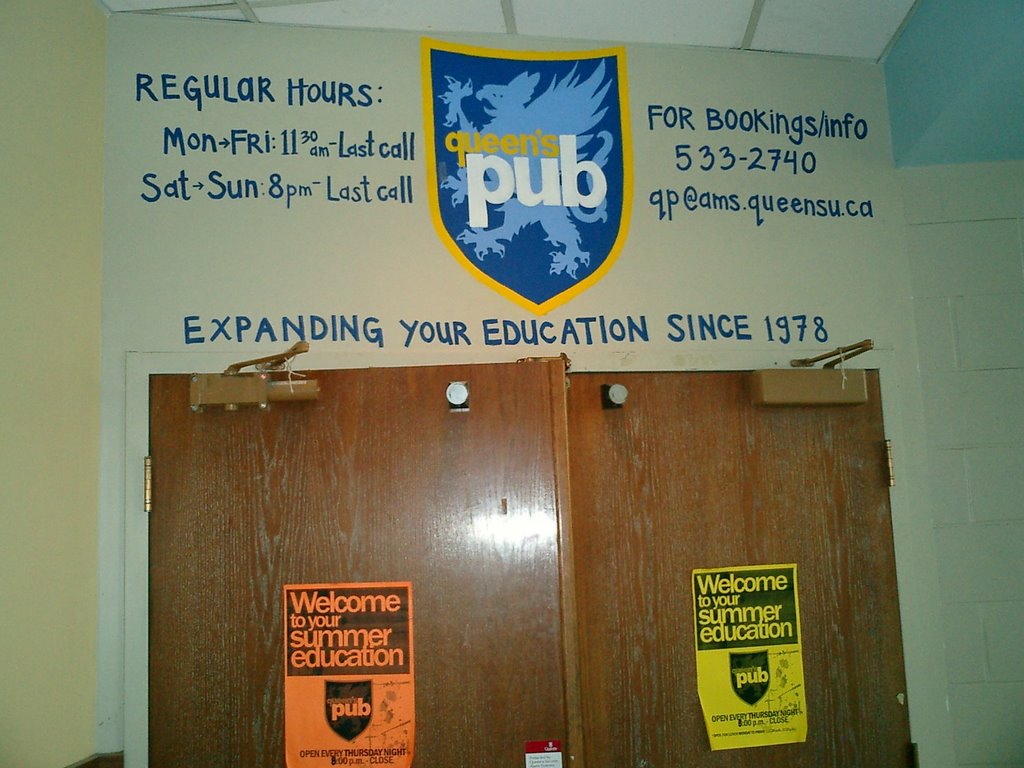 REGULAR HOURS:
Mon→FRi: 11 30 am-Last call
Sat→Sun: 8pm- Last call
queen's
pub
FOR BOOKings/info
533-2740
qp@ams.queensu.ca
EXPANDING YOUR EDUCATION SINCE 1978
Welcome
to your
summer
education
pub
OPEN EVERY THURSDAY NIGHT
8:00 p.m. - CLOSE
Welcome
to your
summer
education
queen's
pub
OPEN EVERY THURSDAY NIGHT
8:00 p.m. - CLOSE